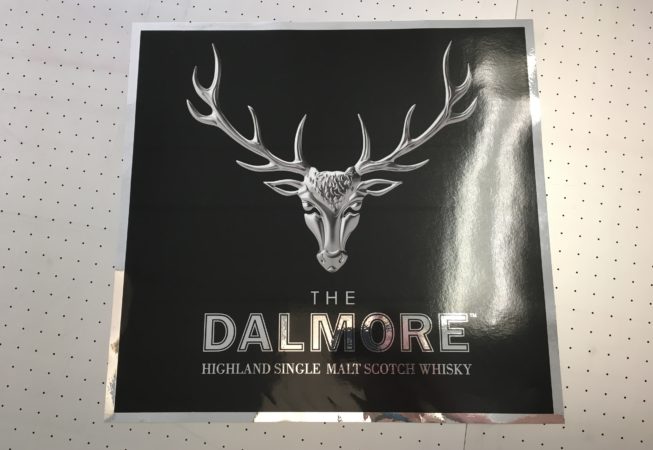 THE
DALMORE™
HIGHLAND SINGLE MALT SCOTCH WHISKY